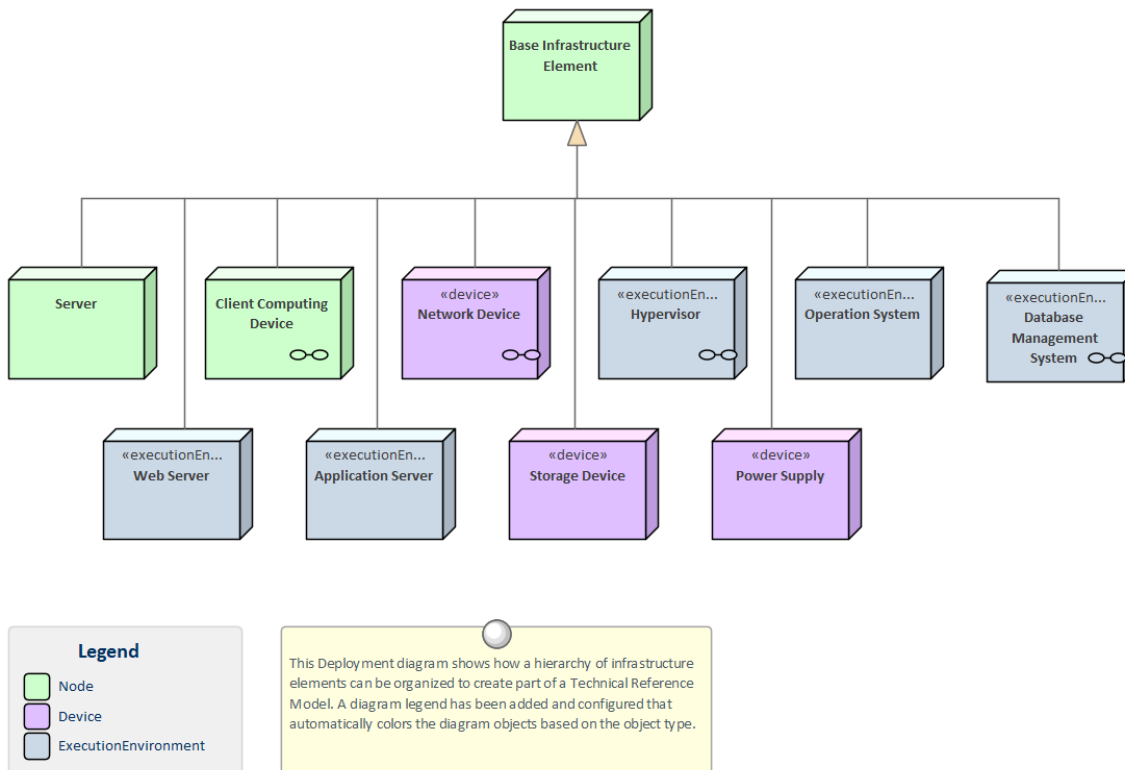 Base Infrastructure
Element
Server
Client Computing
Device
«device»
Network Device
«executionEn...
Hypervisor
«executionEn...
Operation System
«executionEn...
Database
Management
System
«executionEn...
Web Server
«executionEn...
Application Server
«device»
Storage Device
«device»
Power Supply
Legend
Node
Device
ExecutionEnvironment
This Deployment diagram shows how a hierarchy of infrastructure
elements can be organized to create part of a Technical Reference
Model. A diagram legend has been added and configured that
automatically colors the diagram objects based on the object type.